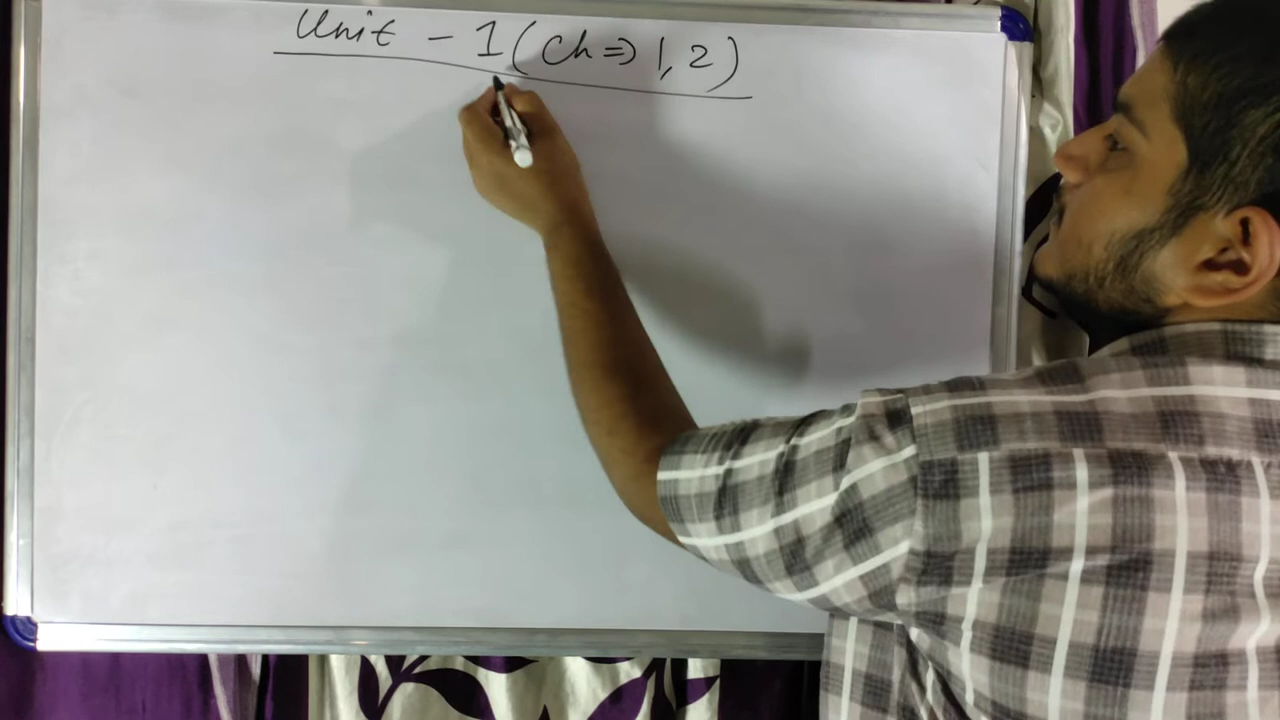 Unit - 1 (Ch => 1, 2)